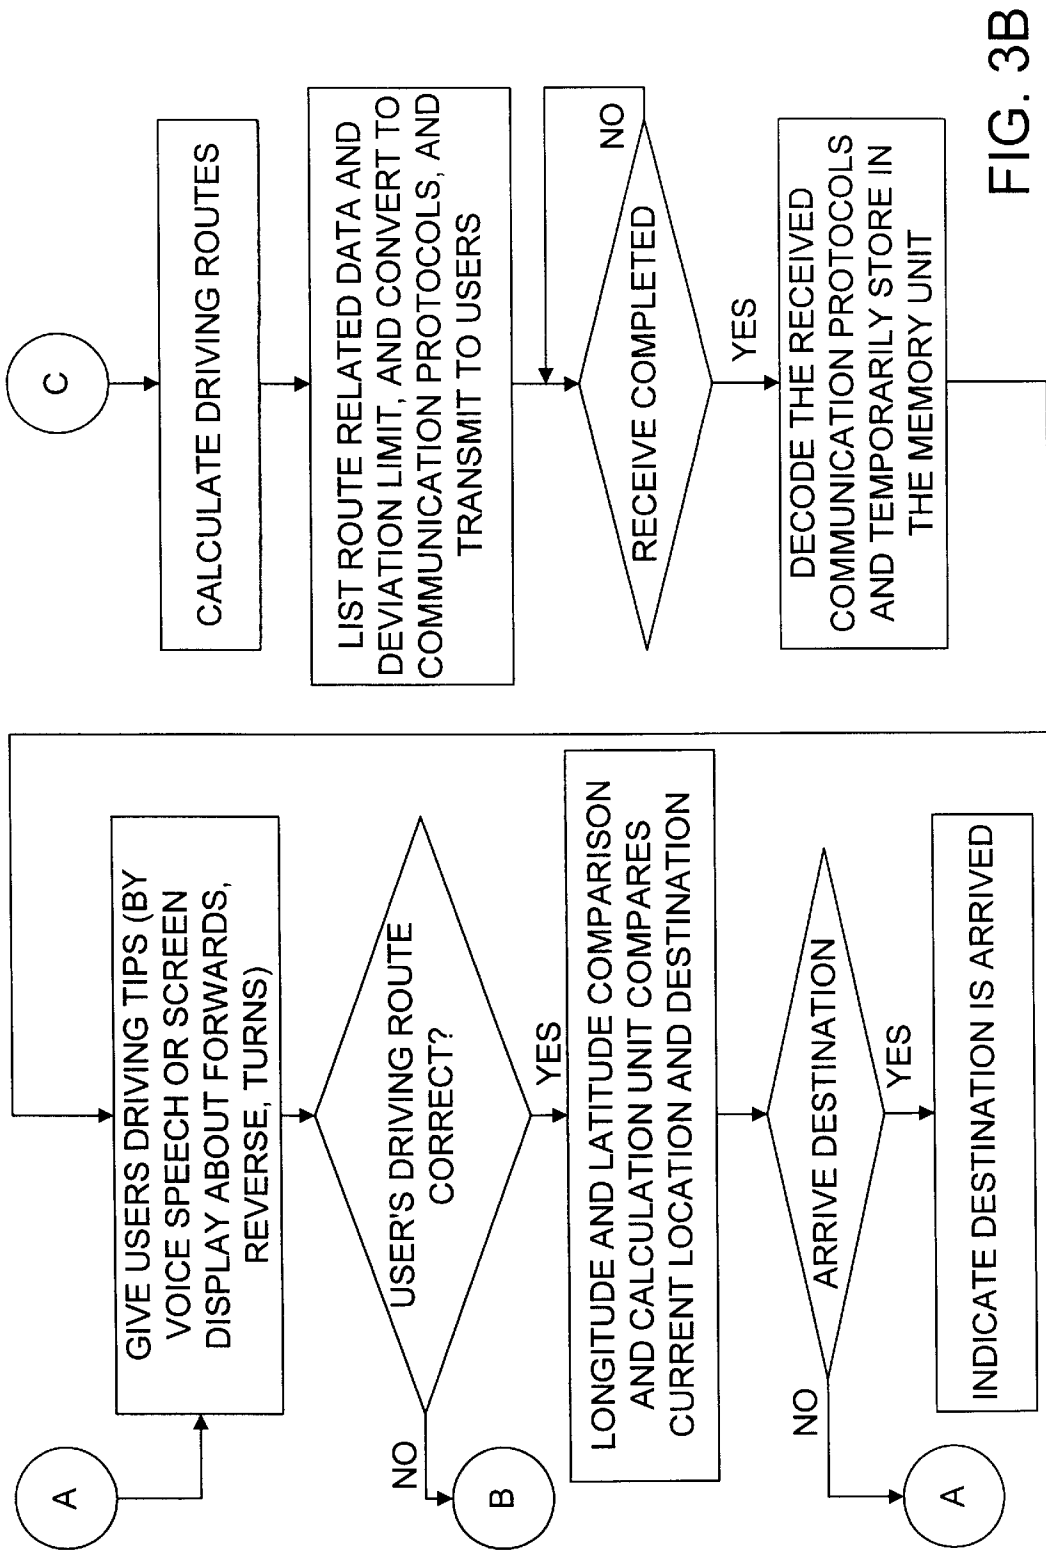 C
CALCULATE DRIVING ROUTES
LIST ROUTE RELATED DATA AND
DEVIATION LIMIT, AND CONVERT TO
COMMUNICATION PROTOCOLS, AND
TRANSMIT TO USERS
RECEIVE COMPLETED
NO
YES
DECODE THE RECEIVED
COMMUNICATION PROTOCOLS
AND TEMPORARILY STORE IN
THE MEMORY UNIT
A
GIVE USERS DRIVING TIPS (BY
VOICE SPEECH OR SCREEN
DISPLAY ABOUT FORWARDS,
REVERSE, TURNS)
USER'S DRIVING ROUTE
CORRECT?
NO
B
YES
LONGITUDE AND LATITUDE COMPARISON
AND CALCULATION UNIT COMPARES
CURRENT LOCATION AND DESTINATION
ARRIVE DESTINATION
NO
A
YES
INDICATE DESTINATION IS ARRIVED
FIG. 3B